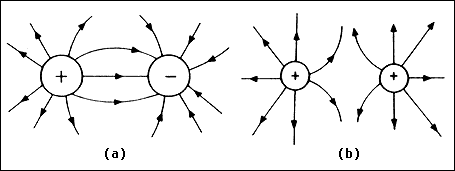 + − + +
(a) (b)